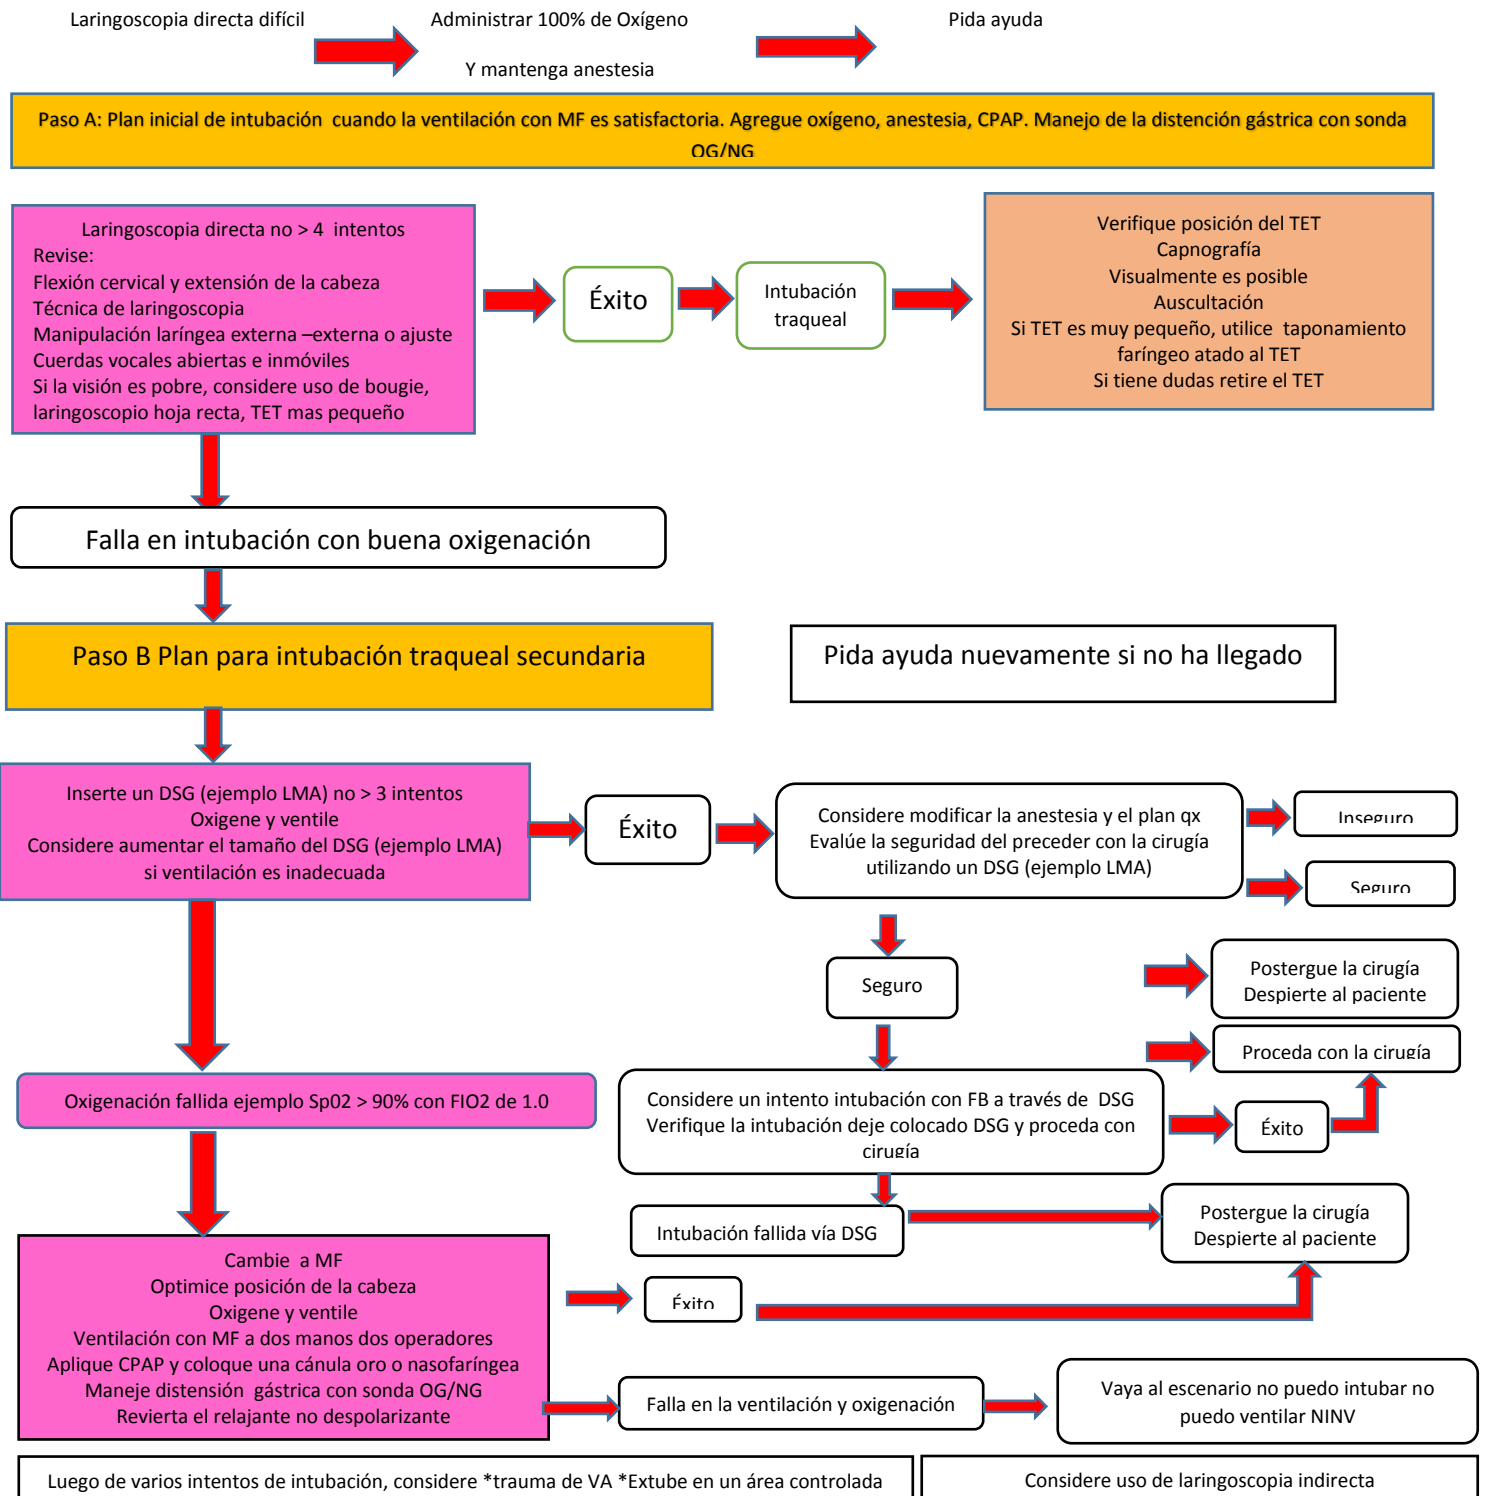 Laringoscopia directa difícil
Administrar 100% de Oxígeno
Y mantenga anestesia
Pida ayuda
Paso A: Plan inicial de intubación cuando la ventilación con MF es satisfactoria. Agregue oxígeno, anestesia, CPAP. Manejo de la distención gástrica con sonda
OG/NG
Laringoscopia directa no > 4 intentos
Revise:
Flexión cervical y extensión de la cabeza
Técnica de laringoscopia
Manipulación laríngea externa –externa o ajuste
Cuerdas vocales abiertas e inmóviles
Si la visión es pobre, considere uso de bougie,
laringoscopio hoja recta, TET mas pequeño
Éxito
Intubación
traqueal
Verifique posición del TET
Capnografía
Visualmente es posible
Auscultación
Si TET es muy pequeño, utilice taponamiento
faríngeo atado al TET
Si tiene dudas retire el TET
Falla en intubación con buena oxigenación
Paso B Plan para intubación traqueal secundaria
Pida ayuda nuevamente si no ha llegado
Inserte un DSG (ejemplo LMA) no > 3 intentos
Oxigene y ventile
Considere aumentar el tamaño del DSG (ejemplo LMA)
si ventilación es inadecuada
Éxito
Considere modificar la anestesia y el plan qx
Evalúe la seguridad del preceder con la cirugía
utilizando un DSG (ejemplo LMA)
Inseguro
Seguro
Seguro
Postergue la cirugía
Despierte al paciente
Proceda con la cirugía
Oxigenación fallida ejemplo Sp02 > 90% con FIO2 de 1.0
Considere un intento intubación con FB a través de DSG
Verifique la intubación deje colocado DSG y proceda con
cirugía
Éxito
Intubación fallida vía DSG
Postergue la cirugía
Despierte al paciente
Cambie a MF
Optimice posición de la cabeza
Oxigene y ventile
Ventilación con MF a dos manos dos operadores
Aplique CPAP y coloque una cánula oro o nasofaríngea
Maneje distensión gástrica con sonda OG/NG
Revierta el relajante no despolarizante
Éxito
Falla en la ventilación y oxigenación
Vaya al escenario no puedo intubar no
puedo ventilar NINV
Luego de varios intentos de intubación, considere *trauma de VA *Extube en un área controlada
Considere uso de laringoscopia indirecta